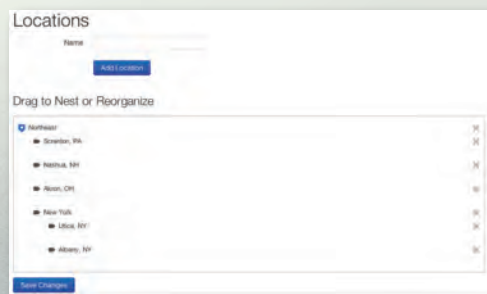 Locations
Name
Add Location
Drag to Nest or Reorganize
Northeast
Scranton, PA
Nashua, NH
Akron, OH
New York
Utica, NY
Albany, NY
Save Changes